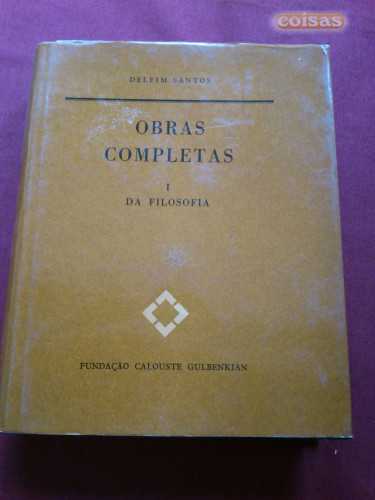 coisas
DELFIM SANTOS
OBRAS
COMPLETAS
I
DA FILOSOFIA
FUNDAÇÃO CALOUSTE GULBENKIAN